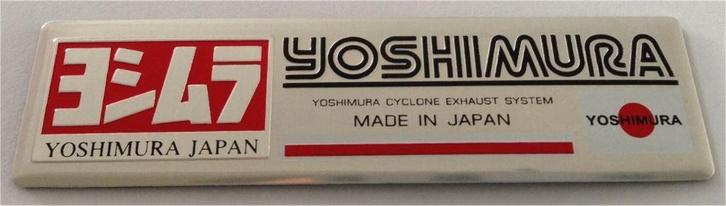 ヨシムラ
YOSHIMURA JAPAN
YOSHIMURA
YOSHIMURA CYCLONE EXHAUST SYSTEM
MADE IN JAPAN
YOSHIMURA